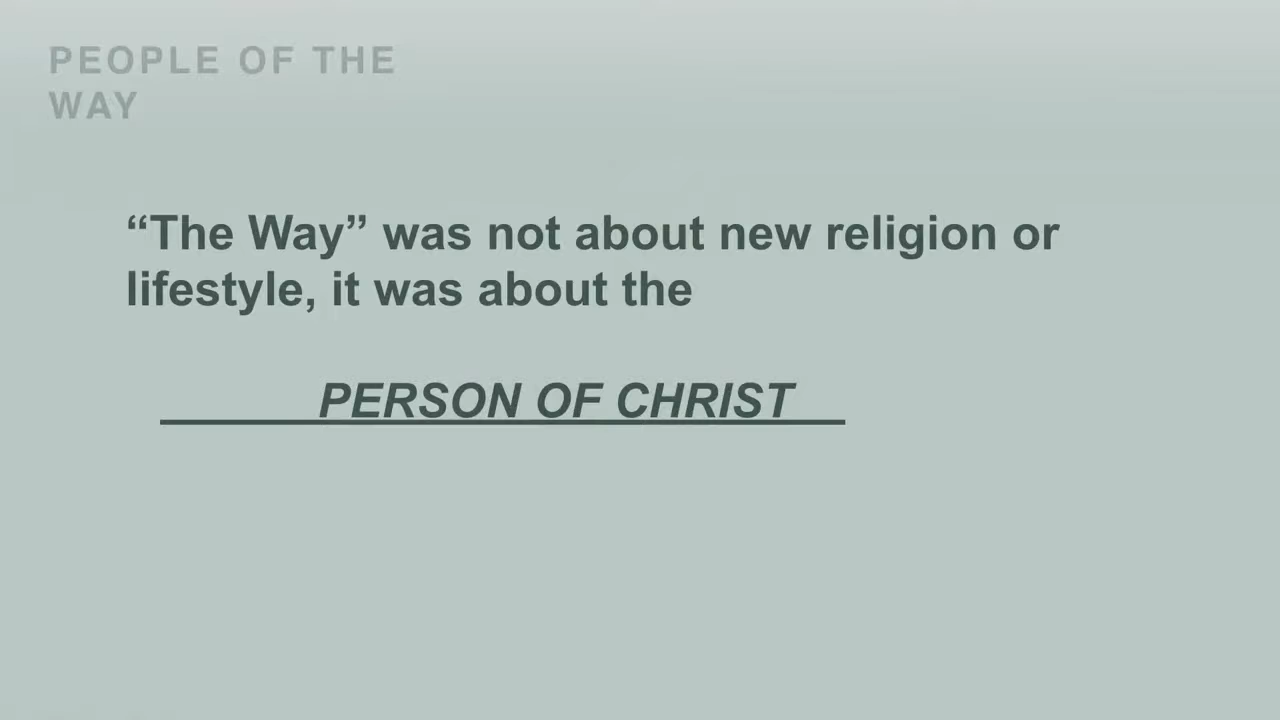 PEOPLE OF THE
WAY
“The Way” was not about new religion or
lifestyle, it was about the
PERSON OF CHRIST